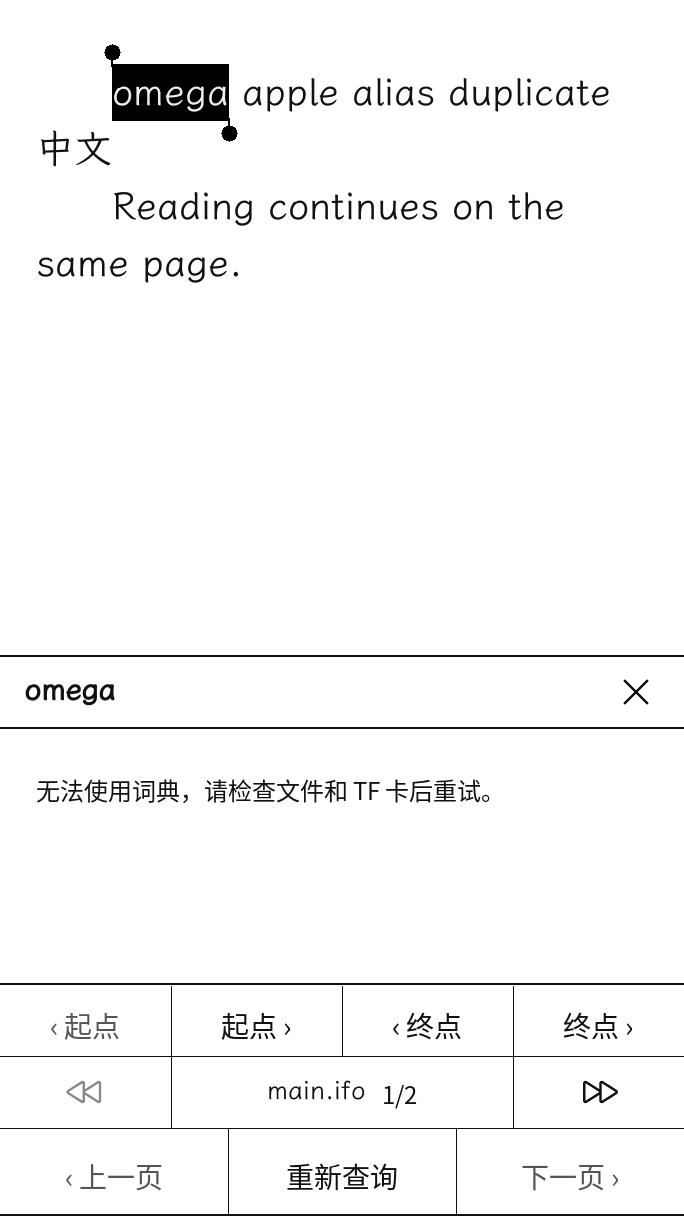 omega apple alias duplicate
中文
Reading continues on the
same page.
omega
无法使用词典，请检查文件和 TF 卡后重试。
‹ 起点 起点 › ‹ 终点 终点 ›
main.ifo 1/2
‹ 上一页 重新查询 下一页 ›